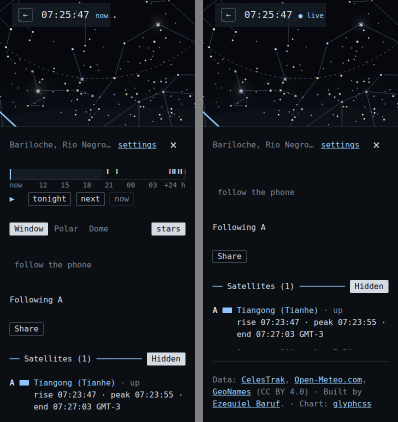 ← 07:25:47 now
Bariloche, Rio Negro… settings ×
now 12 15 18 21 00 03 +24 h
▶ tonight next now
Window Polar Dome stars
follow the phone
Following A
Share
Satellites (1) Hidden
A Tiangong (Tianhe) · up
rise 07:23:47 · peak 07:23:55 ·
end 07:27:03 GMT-3
← 07:25:47 ● live
Bariloche, Rio Negro… settings ×
follow the phone
Following A
Share
Satellites (1) Hidden
A Tiangong (Tianhe) · up
rise 07:23:47 · peak 07:23:55 ·
end 07:27:03 GMT-3
Data: CelesTrak, Open-Meteo.com,
GeoNames (CC BY 4.0) · Built by
Ezequiel Baruf. · Chart: glyphcss